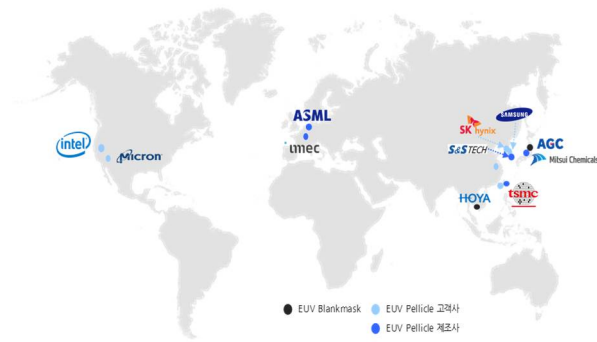 ASML
SAMSUNG
SK hynix
intel
Micron
imec
S&S TECH
AGC
Mitsui Chemicals
HOYA
tsmc
EUV Blankmask
EUV Pellicle 고객사
EUV Pellicle 제조사